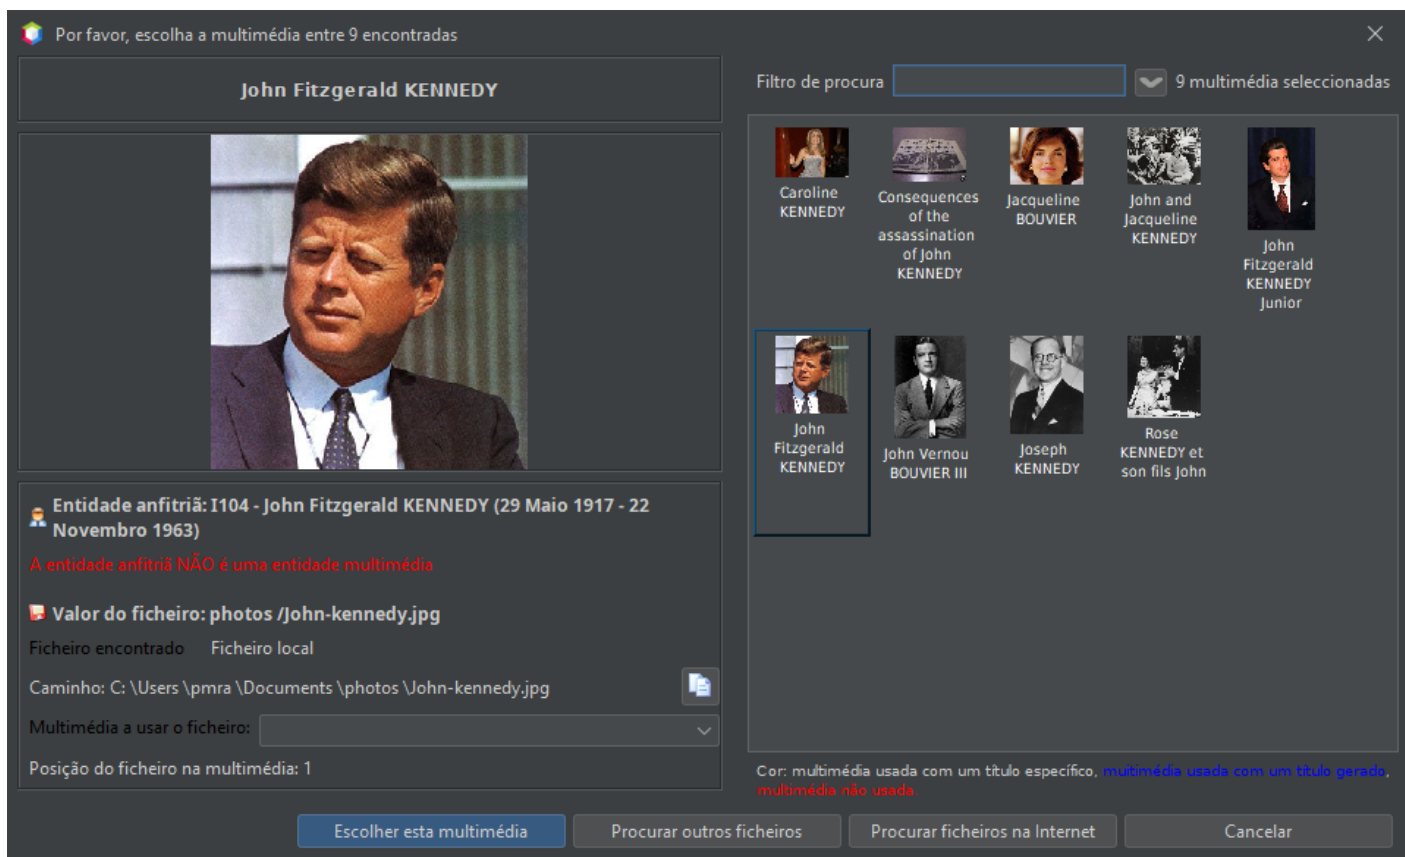 Por favor, escolha a multimédia entre 9 encontradas
John Fitzgerald KENNEDY
Entidade anfitriã: I104 - John Fitzgerald KENNEDY (29 Maio 1917 - 22
Novembro 1963)
A entidade anfitriã NÃO é uma entidade multimédia
Valor do ficheiro: photos /John-kennedy.jpg
Ficheiro encontrado Ficheiro local
Caminho: C: \Users \pmra \Documents \photos \John-kennedy.jpg
Multimédia a usar o ficheiro:
Posição do ficheiro na multimédia: 1
Filtro de procura
9 multimédia seleccionadas
Caroline
KENNEDY
Consequences
of the
assassination
of John
KENNEDY
Jacqueline
BOUVIER
John and
Jacqueline
KENNEDY
John
Fitzgerald
KENNEDY
Junior
John
Fitzgerald
KENNEDY
John Vernou
BOUVIER III
Joseph
KENNEDY
Rose
KENNEDY et
son fils John
Cor: multimédia usada com um título específico, muitimédia usada com um título gerado,
multimédia não usada.
Escolher esta multimédia
Procurar outros ficheiros
Procurar ficheiros na Internet
Cancelar